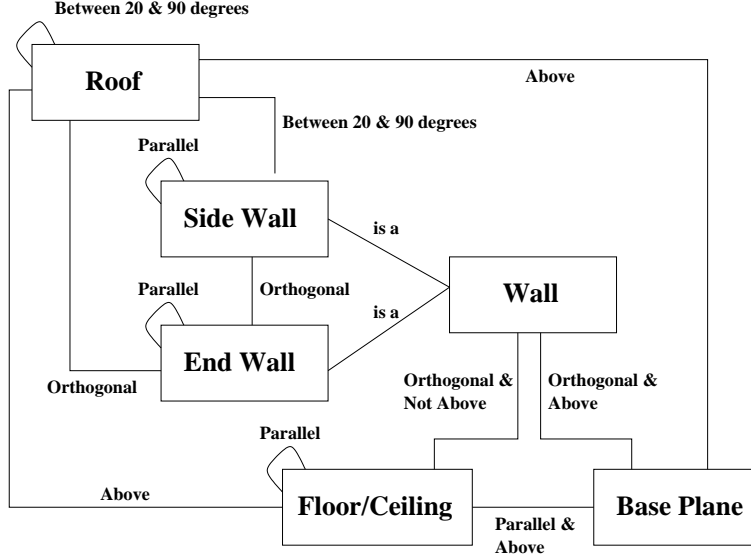 Between 20 & 90 degrees
Roof
Above
Between 20 & 90 degrees
Parallel
Side Wall
is a
Orthogonal
Wall
Parallel
is a
End Wall
Orthogonal
Orthogonal &
Not Above
Orthogonal &
Above
Parallel
Above
Floor/Ceiling
Base Plane
Parallel &
Above